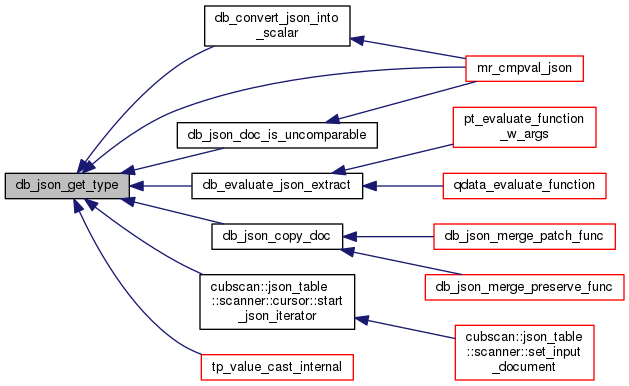 db_convert_json_into
_scalar
mr_cmpval_json
pt_evaluate_function
_w_args
db_json_doc_is_uncomparable
db_json_get_type
db_evaluate_json_extract
qdata_evaluate_function
db_json_copy_doc
db_json_merge_patch_func
cubscan::json_table
::scanner::cursor::start
_json_iterator
db_json_merge_preserve_func
cubscan::json_table
::scanner::set_input
_document
tp_value_cast_internal